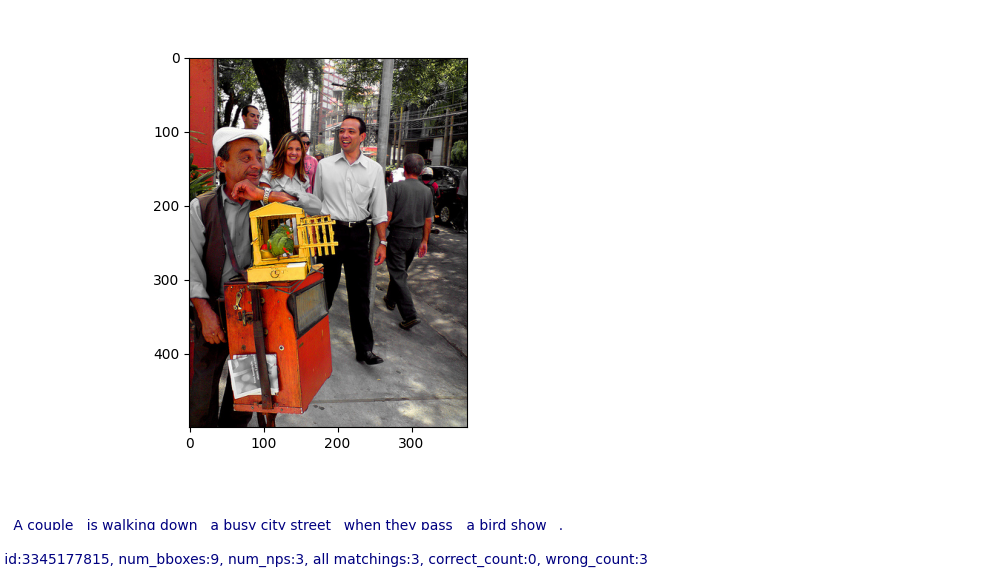 0
100
200
300
400
0 100 200 300
A couple is walking down a busy city street when they pass a bird show .
id:3345177815, num_bboxes:9, num_nps:3, all matchings:3, correct_count:0, wrong_count:3